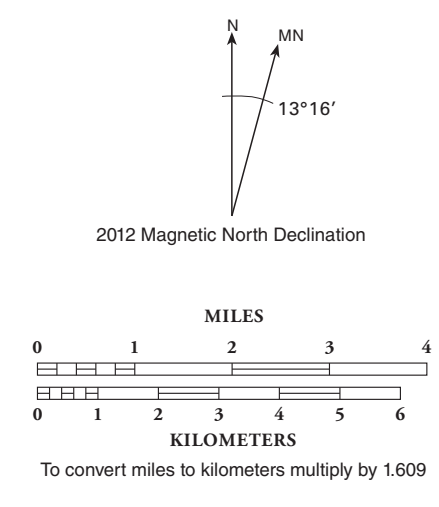 N
MN
13°16′
2012 Magnetic North Declination
MILES
0 1 2 3 4
0 1 2 3 4 5 6
KILOMETERS
To convert miles to kilometers multiply by 1.609